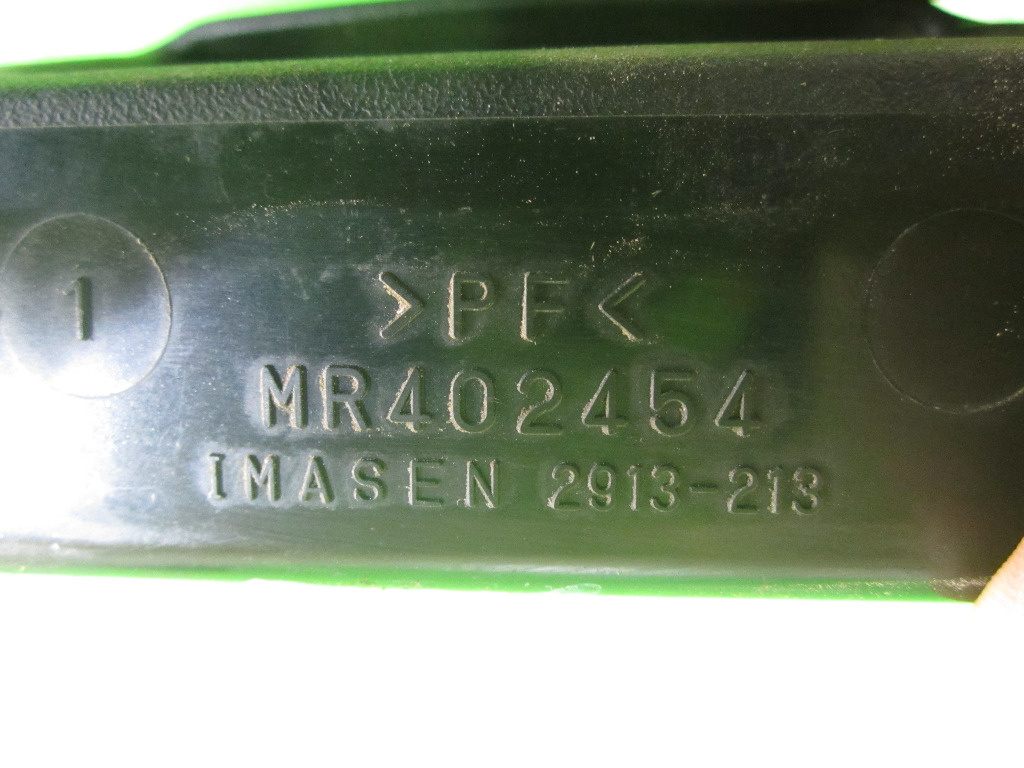 1
>PF<
MR402454
IMASEN 2913-213